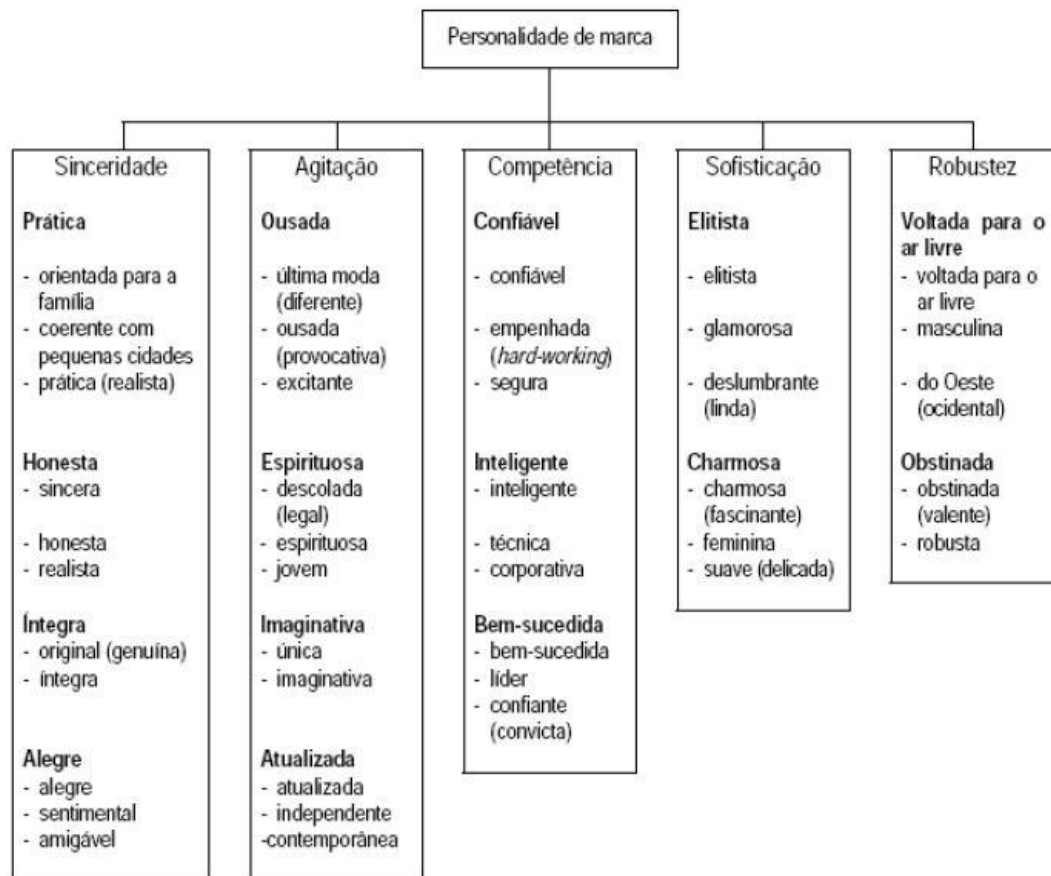 Personalidade de marca
Sinceridade
Prática
- orientada para a
família
- coerente com
pequenas cidades
- prática (realista)
Honesta
- sincera
- honesta
- realista
Íntegra
- original (genuína)
- íntegra
Alegre
- alegre
- sentimental
- amigável
Agitação
Ousada
- última moda
(diferente)
- ousada
(provocativa)
- excitante
Espirituosa
- descolada
(legal)
- espirituosa
- jovem
Imaginativa
- única
- imaginativa
Atualizada
- atualizada
- independente
-contemporânea
Competência
Confiável
- confiável
- empenhada
(hard-working)
- segura
Inteligente
- inteligente
- técnica
- corporativa
Bem-sucedida
- bem-sucedida
- líder
- confiante
(convicta)
Sofisticação
Elitista
- elitista
- glamorosa
- deslumbrante
(linda)
Charmosa
- charmosa
(fascinante)
- feminina
- suave (delicada)
Robustez
Voltada para o
ar livre
- voltada para o
ar livre
- masculina
- do Oeste
(ocidental)
Obstinada
- obstinada
(valente)
- robusta